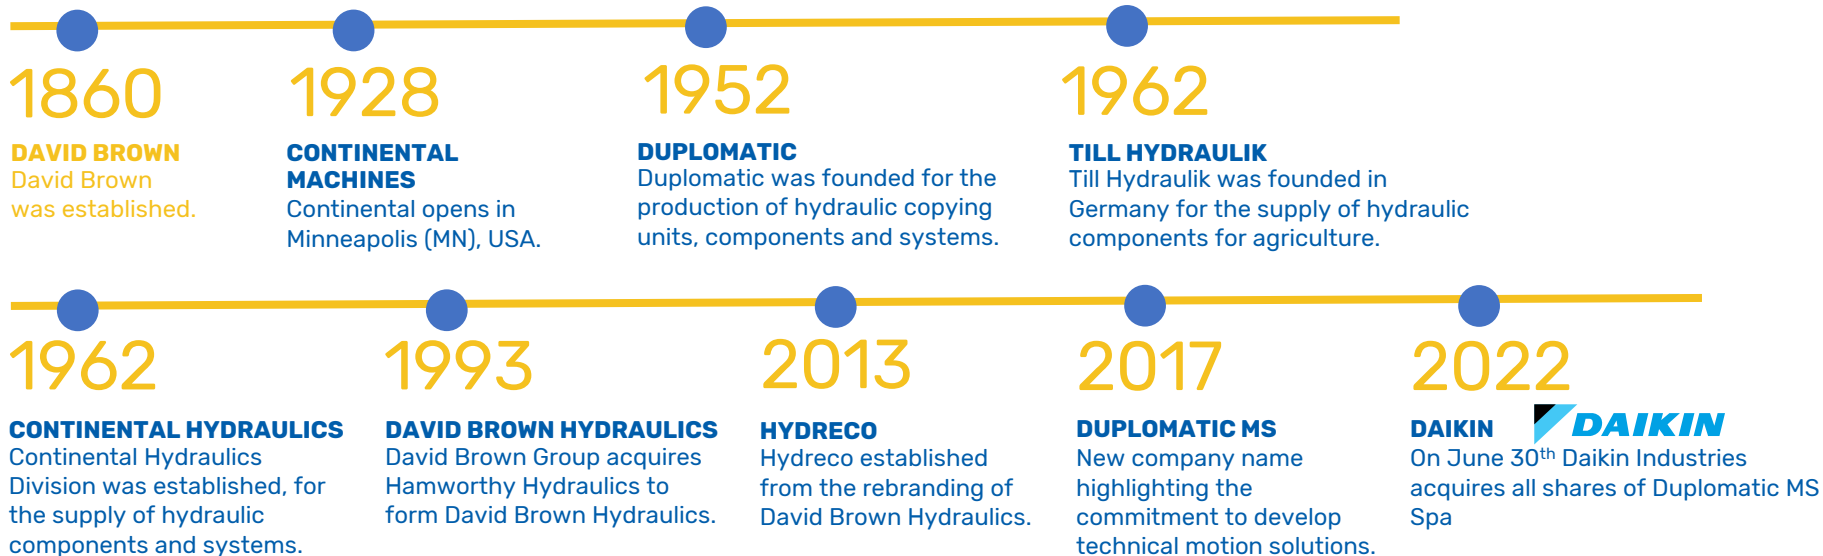 1860
DAVID BROWN
David Brown
was established.
1928
CONTINENTAL
MACHINES
Continental opens in
Minneapolis (MN), USA.
1952
DUPLOMATIC
Duplomatic was founded for the
production of hydraulic copying
units, components and systems.
1962
TILL HYDRAULIK
Till Hydraulik was founded in
Germany for the supply of hydraulic
components for agriculture.
1962
CONTINENTAL HYDRAULICS
Continental Hydraulics
Division was established, for
the supply of hydraulic
components and systems.
1993
DAVID BROWN HYDRAULICS
David Brown Group acquires
Hamworthy Hydraulics to
form David Brown Hydraulics.
2013
HYDRECO
Hydreco established
from the rebranding of
David Brown Hydraulics.
2017
DUPLOMATIC MS
New company name
highlighting the
commitment to develop
technical motion solutions.
2022
DAIKIN
DAIKIN
On June 30th Daikin Industries
acquires all shares of Duplomatic MS
Spa